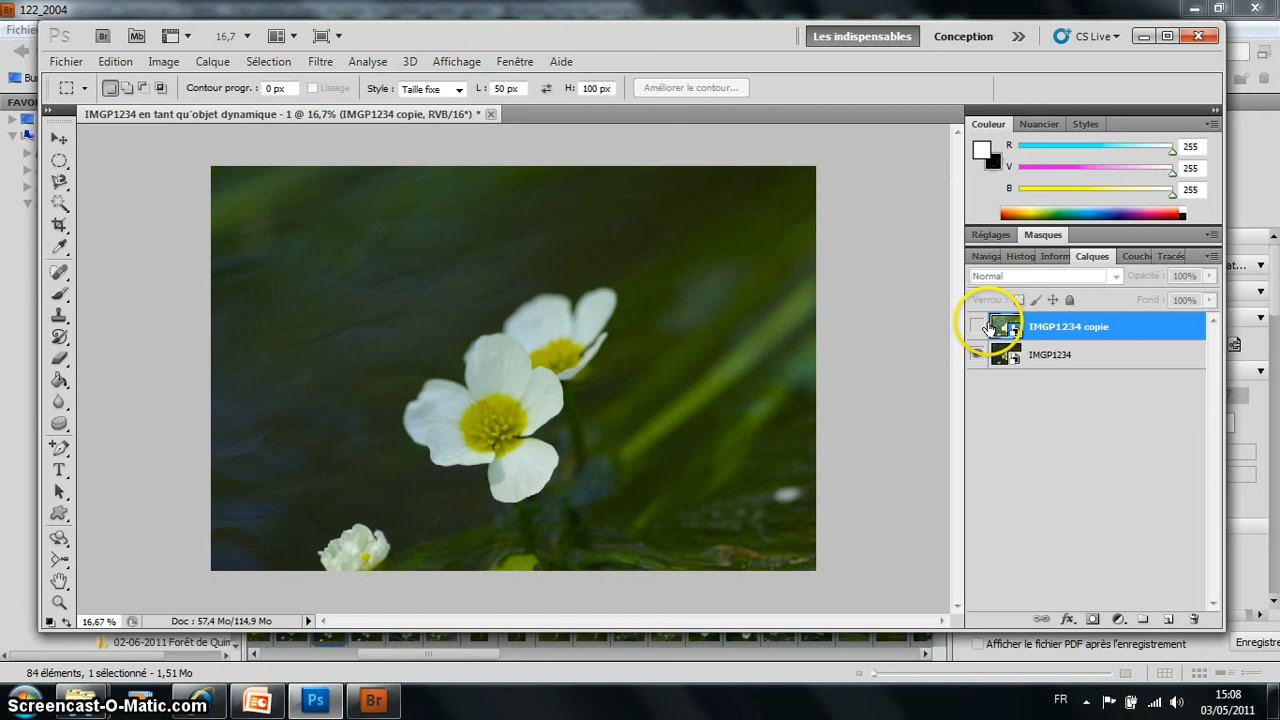 Br 122_2004
Fichier
Ps Br Mb 16,7 Les indispensables Conception CS Live
Fichier Edition Image Calque Sélection Filtre Analyse 3D Affichage Fenêtre Aide
Contour progr. : 0 px Lissage Style : Taille fixe L : 50 px H : 100 px Améliorer le contour...
IMGP1234 en tant qu'objet dynamique - 1 @ 16,7% (IMGP1234 copie, RVB/16*) *
Couleur Nuancier Styles
R 255
V 255
B 255
Réglages Masques
Naviga Histog Inform Calques Couch Tracés
Normal Opacité : 100%
Verrou : Fond : 100%
IMGP1234 copie
IMGP1234
16,67 % Doc : 57,4 Mo/114,9 Mo
02-06-2011 Forêt de Quin
Afficher le fichier PDF après l'enregistrement Enregistre
84 éléments, 1 sélectionné - 1,51 Mo
Ps Br FR 15:08
03/05/2011
Screencast-O-Matic.com